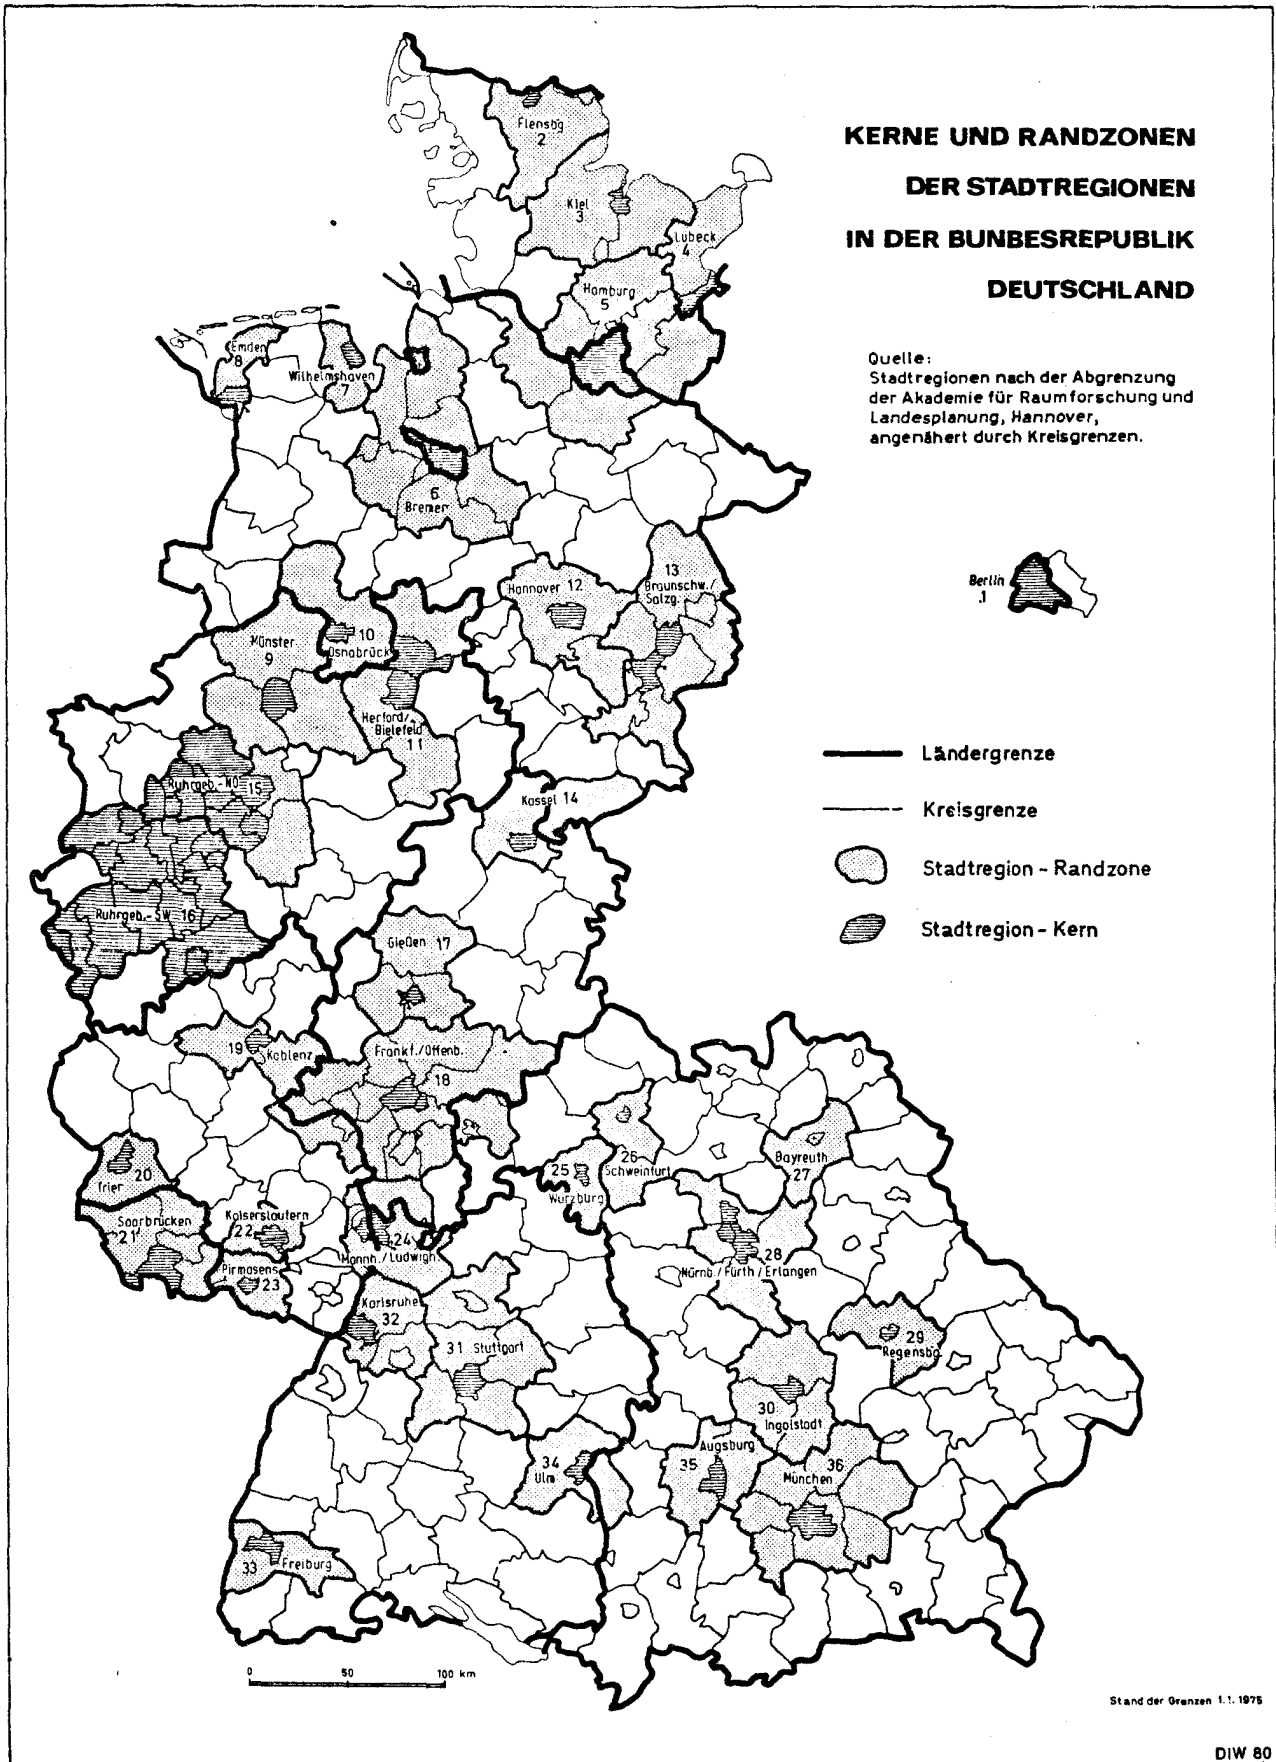 KERNE UND RANDZONEN
DER STADTREGIONEN
IN DER BUNBESREPUBLIK
DEUTSCHLAND
Quelle:
Stadtregionen nach der Abgrenzung
der Akademie für Raumforschung und
Landesplanung, Hannover,
angenähert durch Kreisgrenzen.
Flensbg
2
Kiel
3
Lübeck
4
Hamburg
5
Emden
8
Wilhelmshaven
7
6
Bremen
Berlin
1
Hannover 12
13
Braunschw./
Salzg.
Münster
9
10
Osnabrück
Herford/
Bielefeld
11
Ruhrgeb.-NO 15
Kassel 14
Ruhrgeb.-SW 16
Gießen 17
19 Koblenz
Frankf./Offenb.
18
20
Trier
Saarbrücken
21
Kaiserslautern
22
Pirmasens
23
24
Mannh./Ludwigh.
25
Würzburg
26
Schweinfurt
Bayreuth
27
28
Nürnb./Fürth/Erlangen
Karlsruhe
32
31 Stuttgart
29
Regensbg
30
Ingolstadt
34
Ulm
Augsburg
35
36
München
33 Freiburg
Ländergrenze
Kreisgrenze
Stadtregion - Randzone
Stadtregion - Kern
0 50 100 km
Stand der Grenzen 1.1.1975
DIW 80